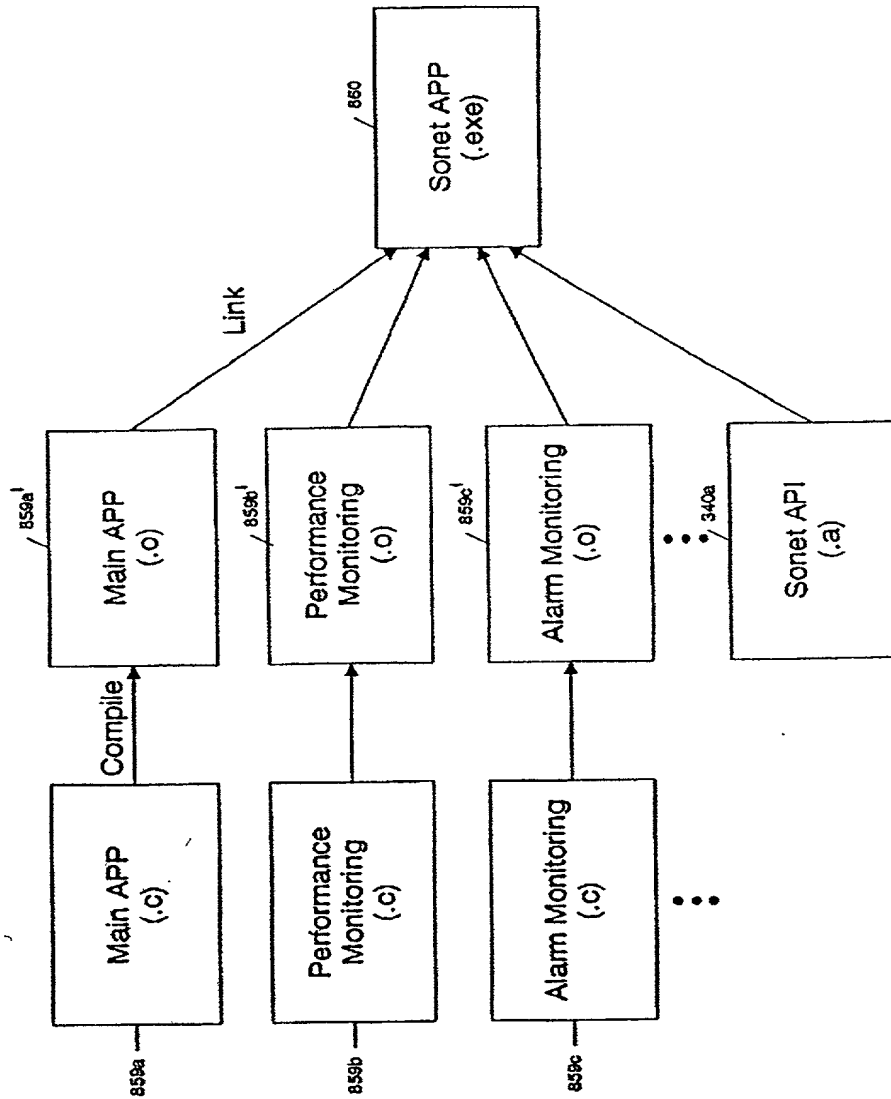 859a
Main APP
(.c)
Compile
859a'
Main APP
(.o)
Link
859b
Performance
Monitoring
(.c)
859b'
Performance
Monitoring
(.o)
859c
Alarm Monitoring
(.c)
859c'
Alarm Monitoring
(.o)
340a
Sonet API
(.a)
860
Sonet APP
(.exe)